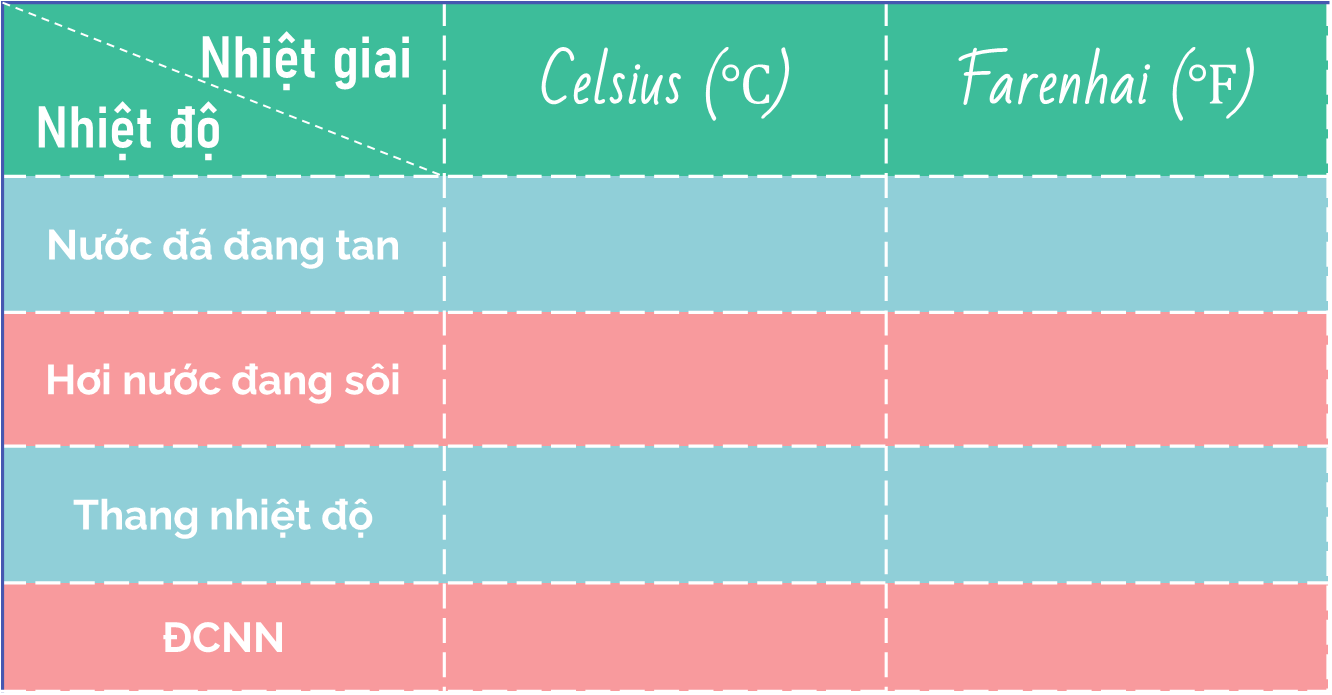 Nhiệt giai
Nhiệt độ
Celsius (°C)
Farenhai (°F)
Nước đá đang tan
Hơi nước đang sôi
Thang nhiệt độ
ĐCNN